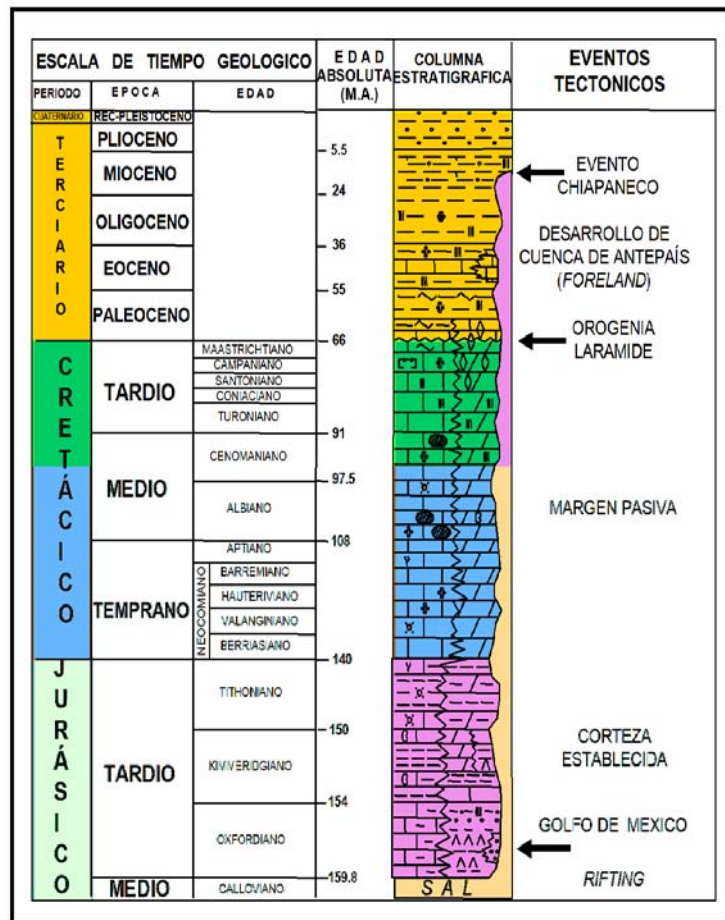 ESCALA DE TIEMPO GEOLOGICO
EDAD ABSOLUTA (M.A.)
COLUMNA ESTRATIGRAFICA
EVENTOS TECTONICOS
PERIODO
EPOCA
EDAD
CUATERNARIO
REC-PLEISTOCENO
TERCIARIO
PLIOCENO
5.5
MIOCENO
EVENTO
CHIAPANECO
24
OLIGOCENO
DESARROLLO DE
CUENCA DE ANTEPAÍS
(FORELAND)
36
EOCENO
55
PALEOCENO
OROGENIA
LARAMIDE
66
CRETÁCICO
TARDIO
MAASTRICHTIANO
CAMPANIANO
SANTONIANO
CONIACIANO
TURONIANO
91
MEDIO
CENOMANIANO
97.5
ALBIANO
MARGEN PASIVA
108
TEMPRANO
APTIANO
NEOCOMIANO
BARREMIANO
HAUTERIVIANO
VALANGINIANO
BERRIASIANO
140
JURÁSICO
TARDIO
TITHONIANO
150
KIVIVERIDGIANO
CORTEZA
ESTABLECIDA
154
OXFORDIANO
GOLFO DE MEXICO
159.8
MEDIO
CALLOVIANO
SAL
RIFTING